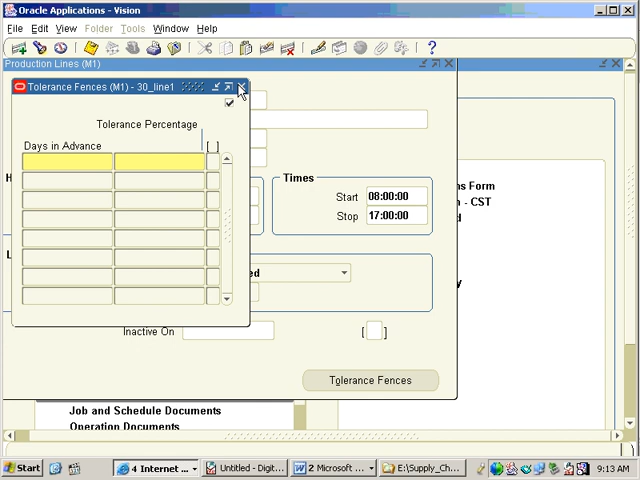 Oracle Applications - Vision
File Edit View Folder Tools Window Help
Production Lines (M1)
Tolerance Fences (M1) - 30_line1
Tolerance Percentage
Days in Advance
[ ]
Times
Start 08:00:00
Stop 17:00:00
ns Form
- CST
Inactive On
[ ]
Tolerance Fences
Job and Schedule Documents
Operation Documents
Start
4 Internet ...
Untitled - Digit...
2 Microsoft ...
E:\Supply_Ch...
9:13 AM